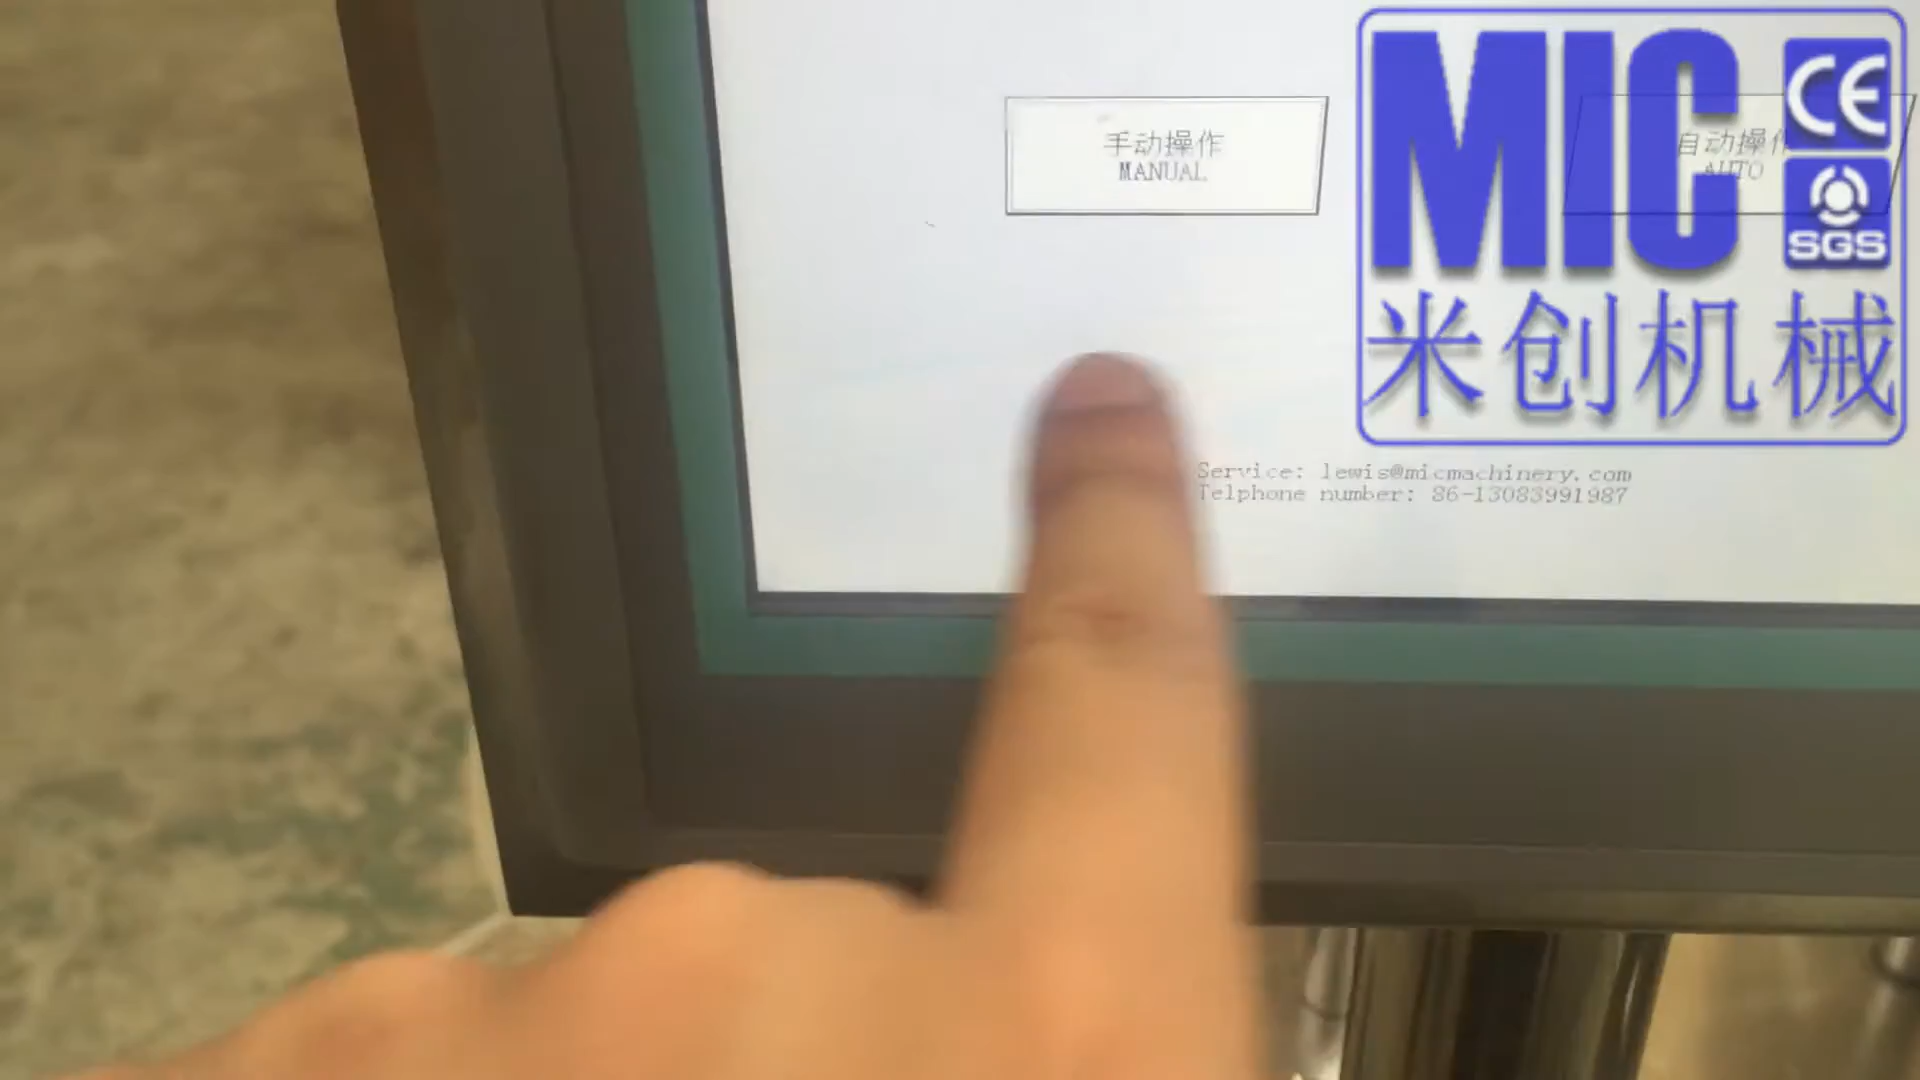 手动操作
MANUAL
自动操作
AUTO
MIC
CE
SGS
米创机械
Service: lewis@micmachinery.com
Telphone number: 86-13083991987